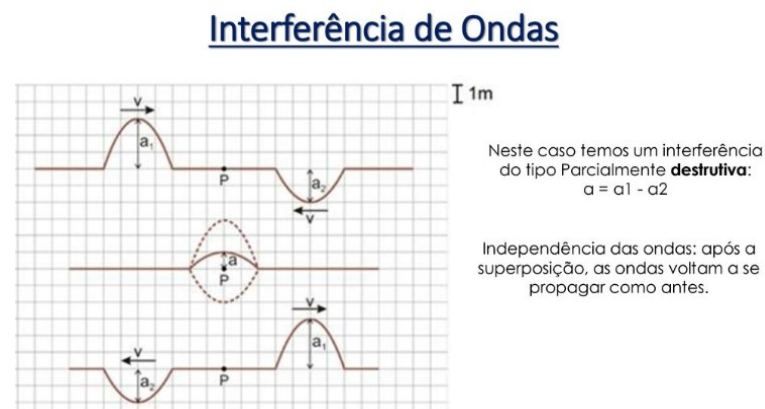 Interferência de Ondas
1m
v
a₁
P
a₂
v
Neste caso temos um interferência
do tipo Parcialmente destrutiva:
a = a1 - a2
a
P
Independência das ondas: após a
superposição, as ondas voltam a se
propagar como antes.
v
a₁
v
a₂
P